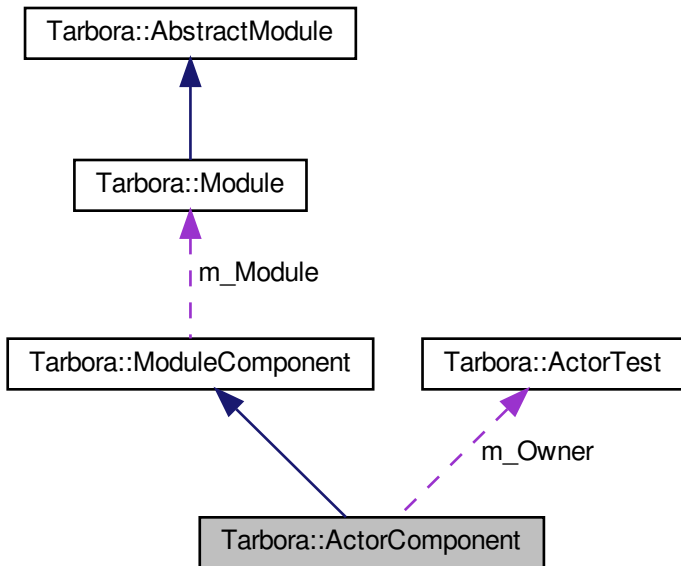 Tarbora::AbstractModule
Tarbora::Module
m_Module
Tarbora::ModuleComponent
Tarbora::ActorTest
m_Owner
Tarbora::ActorComponent